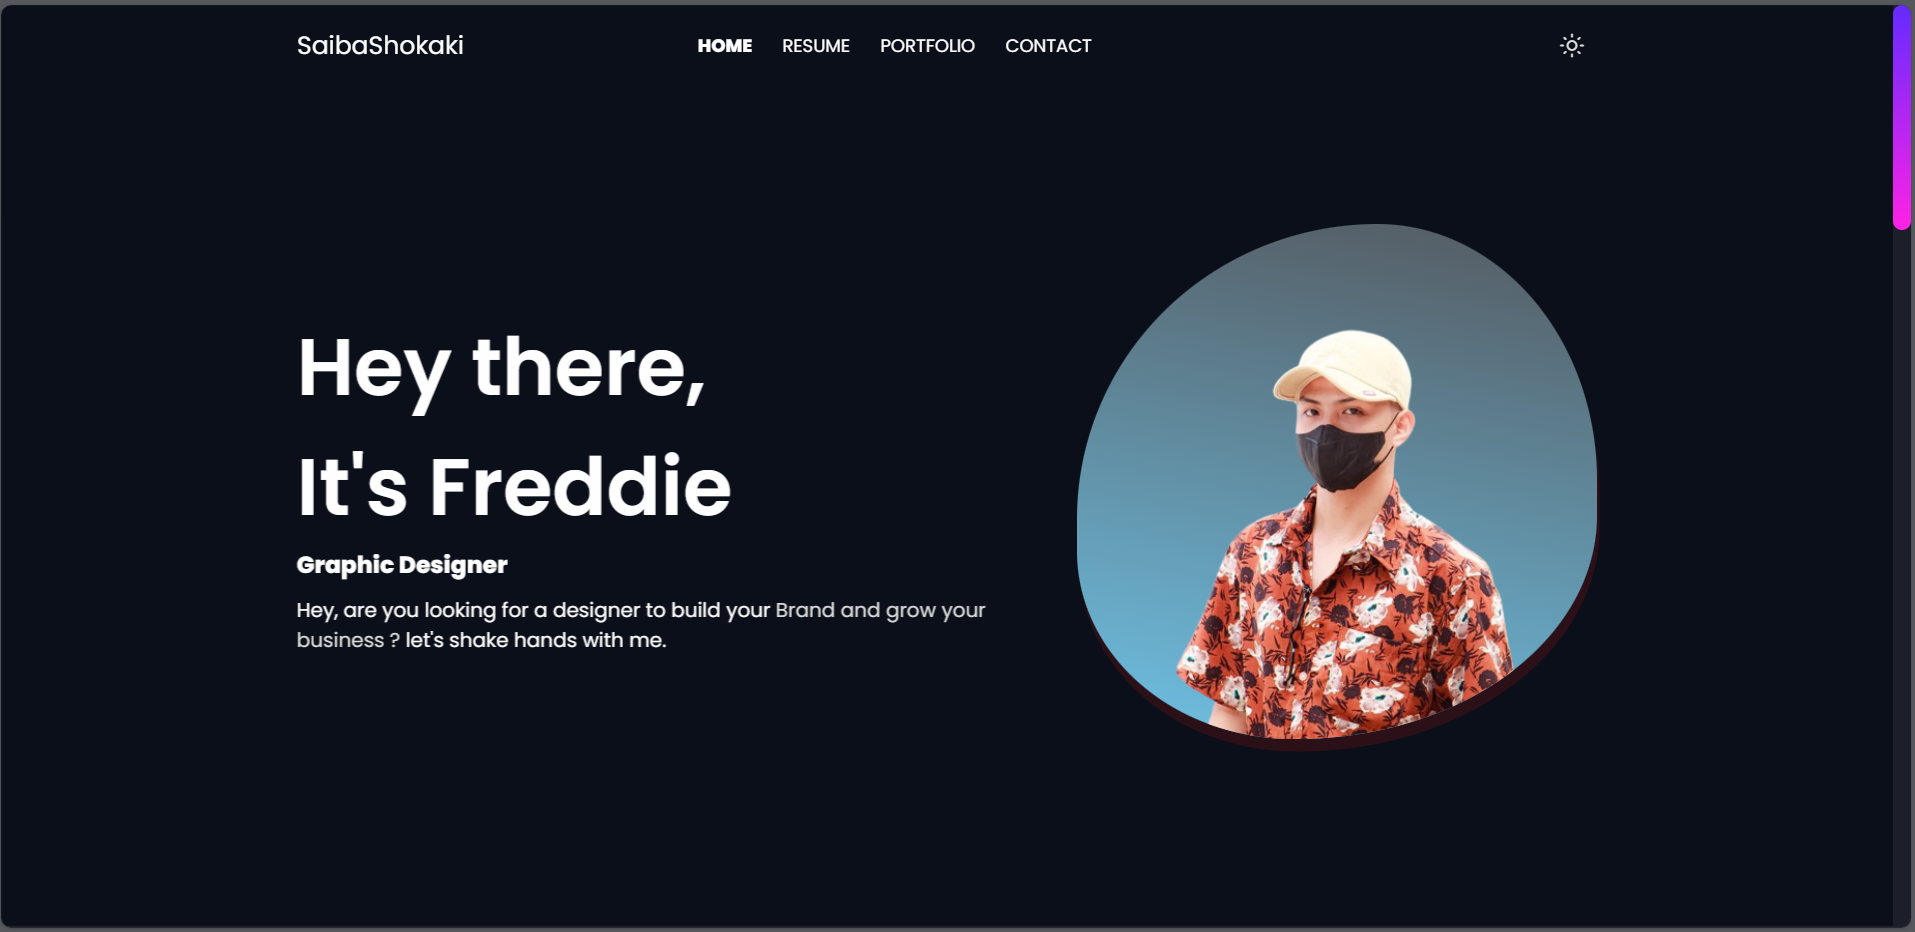 SaibaShokaki
HOME RESUME PORTFOLIO CONTACT
Hey there,
It's Freddie
Graphic Designer
Hey, are you looking for a designer to build your Brand and grow your
business ? let's shake hands with me.